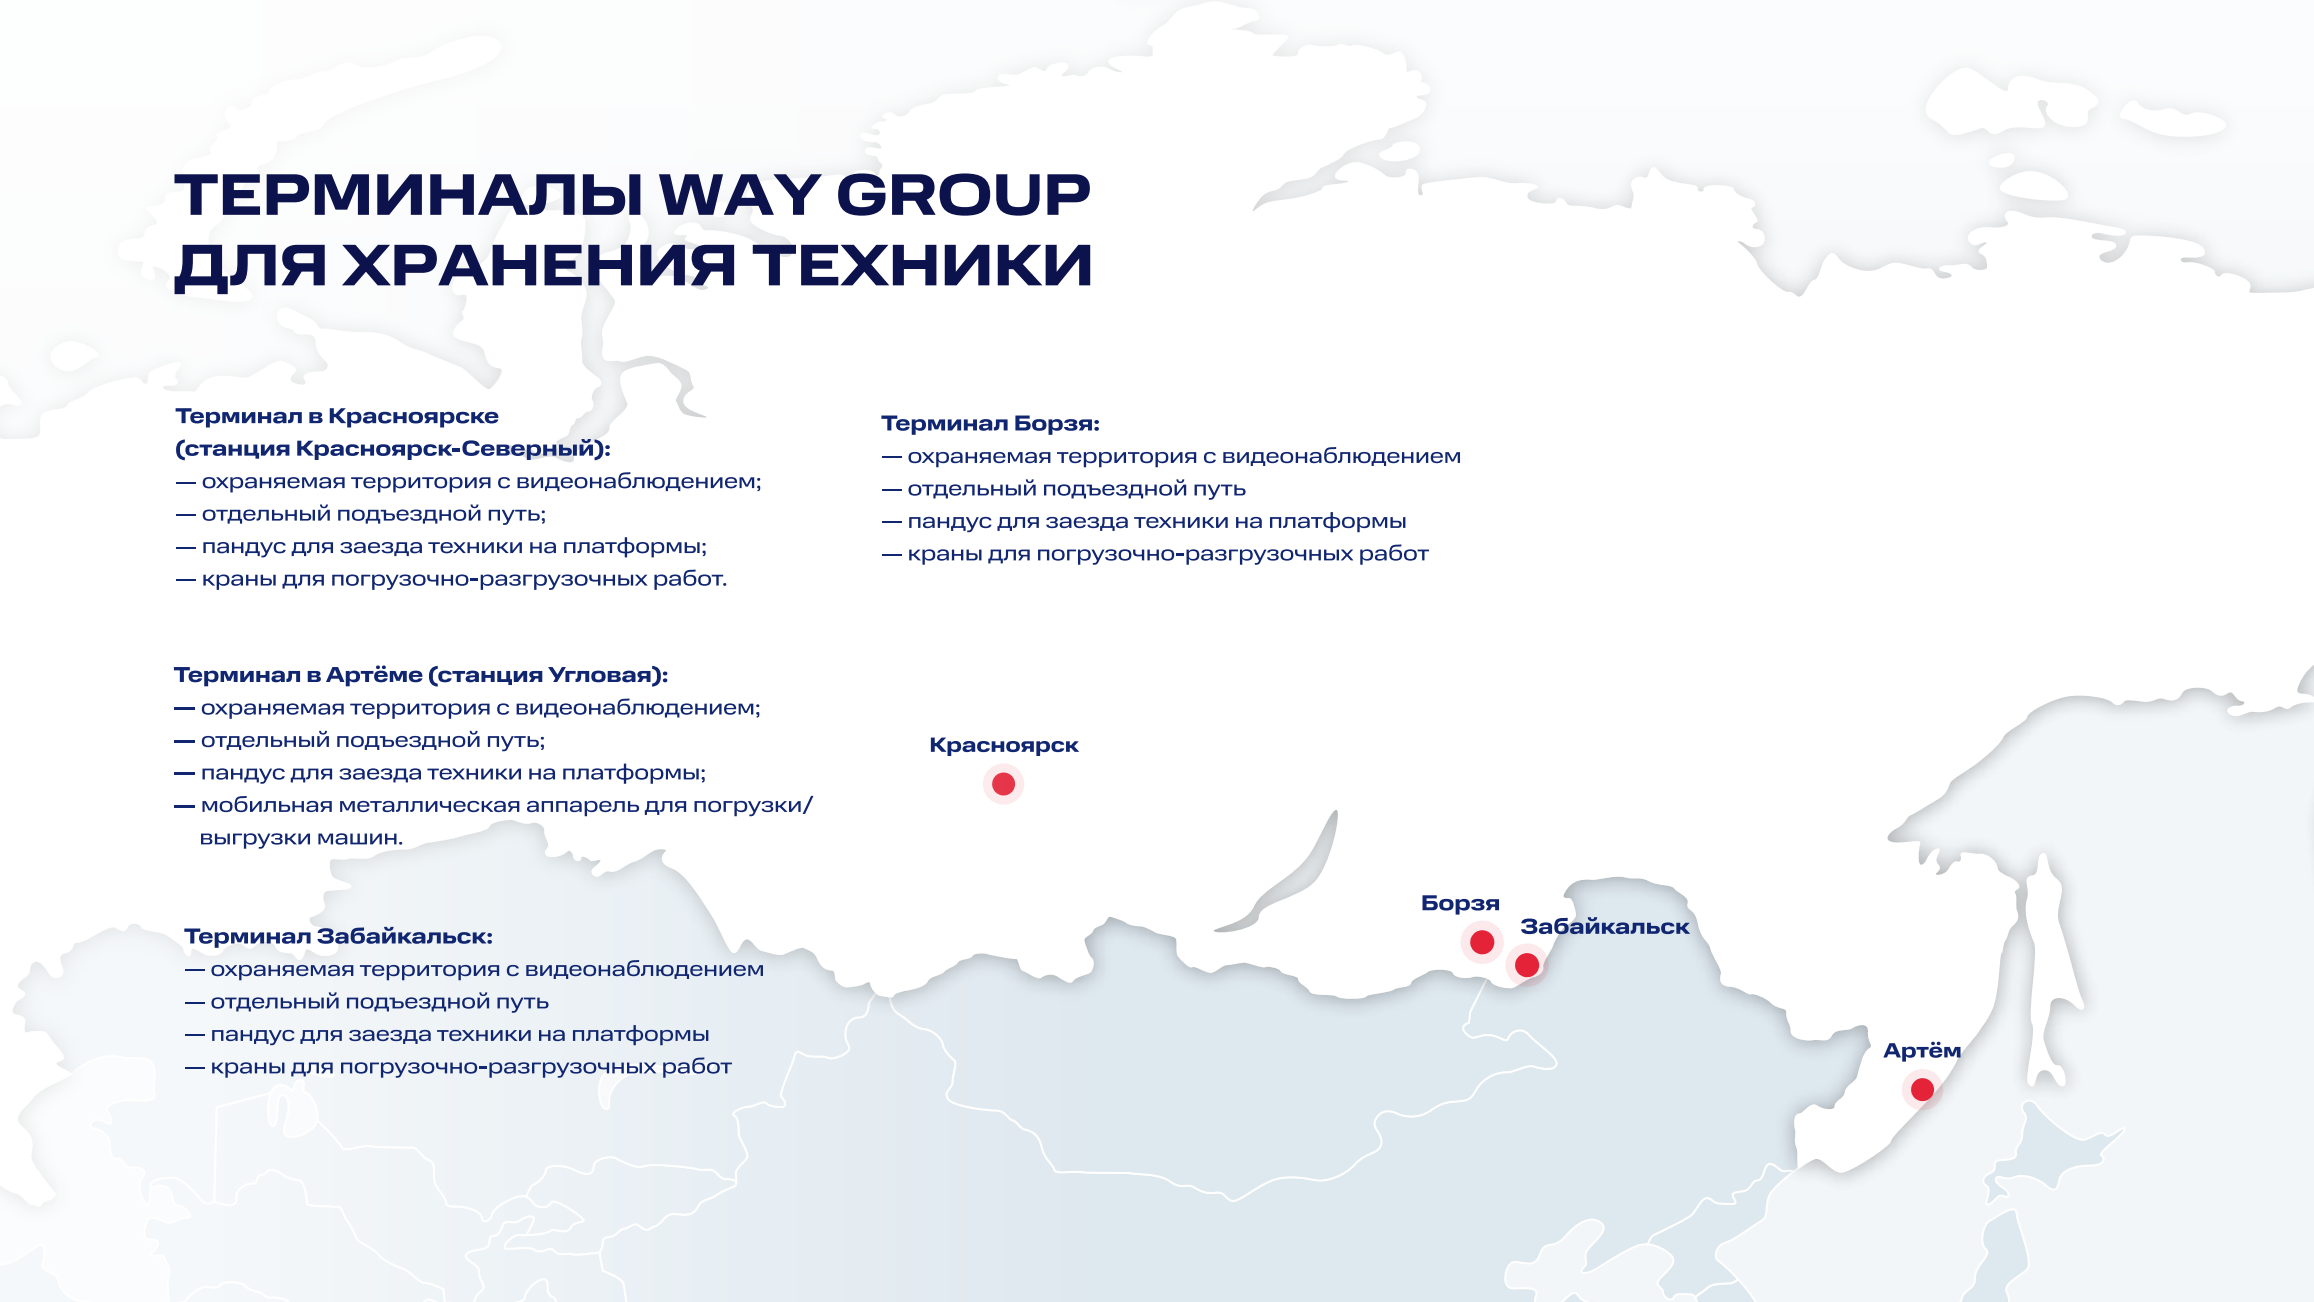 ТЕРМИНАЛЫ WAY GROUP
ДЛЯ ХРАНЕНИЯ ТЕХНИКИ
Терминал в Красноярске
(станция Красноярск-Северный):
— охраняемая территория с видеонаблюдением;
— отдельный подъездной путь;
— пандус для заезда техники на платформы;
— краны для погрузочно-разгрузочных работ.
Терминал Борзя:
— охраняемая территория с видеонаблюдением
— отдельный подъездной путь
— пандус для заезда техники на платформы
— краны для погрузочно-разгрузочных работ
Терминал в Артёме (станция Угловая):
— охраняемая территория с видеонаблюдением;
— отдельный подъездной путь;
— пандус для заезда техники на платформы;
— мобильная металлическая аппарель для погрузки/
выгрузки машин.
Терминал Забайкальск:
— охраняемая территория с видеонаблюдением
— отдельный подъездной путь
— пандус для заезда техники на платформы
— краны для погрузочно-разгрузочных работ
Красноярск
Борзя
Забайкальск
Артём